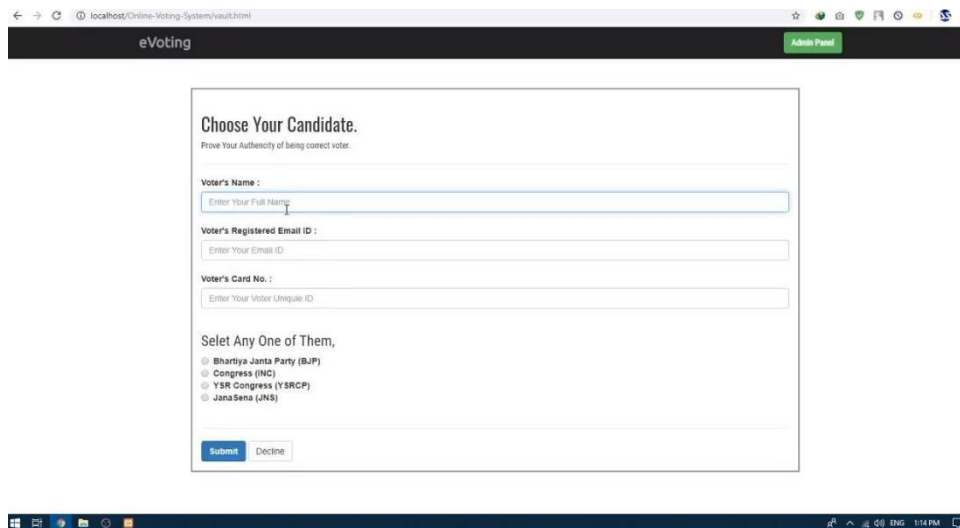 localhost/Online-Voting-System/vault.html
eVoting
Admin Panel
Choose Your Candidate.
Prove Your Authencity of being correct voter.
Voter's Name :
Enter Your Full Name
Voter's Registered Email ID :
Enter Your Email ID
Voter's Card No. :
Enter Your Voter Unique ID
Selet Any One of Them,
Bhartiya Janta Party (BJP)
Congress (INC)
YSR Congress (YSRCP)
JanaSena (JNS)
Submit Decline
ENG 1:14 PM